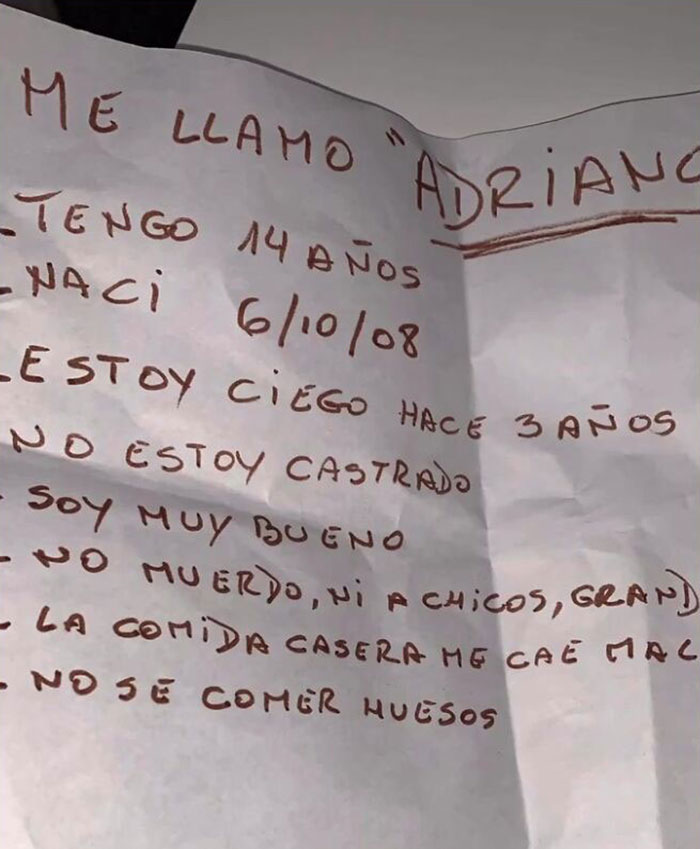 ME LLAMO "ADRIANO
- TENGO 14 AÑOS
- NACi 6/10/08
- ESTOY CiEGO HACE 3 AÑOS
NO ESTOY CASTRADO
- SOY MUY BUENO
- NO MUERDO, Ni A CHICOS, GRAND
- LA COMiDA CASERA ME CAE MAL
- NO SE COMER HUESOS